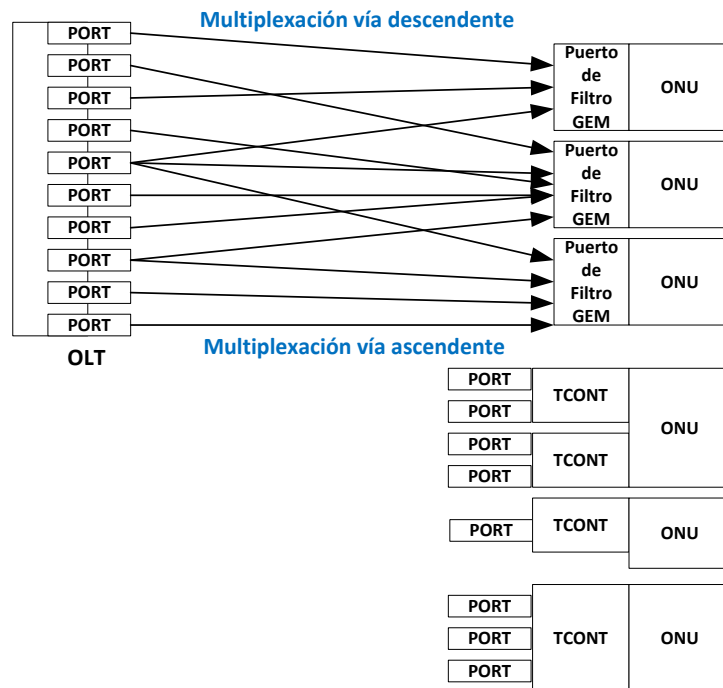 Multiplexación vía descendente
PORT
PORT
PORT
PORT
PORT
PORT
PORT
PORT
PORT
PORT
OLT
Puerto
de
Filtro
GEM
ONU
Puerto
de
Filtro
GEM
ONU
Puerto
de
Filtro
GEM
ONU
Multiplexación vía ascendente
PORT
PORT
TCONT
PORT
PORT
TCONT
ONU
PORT
TCONT
ONU
PORT
PORT
PORT
TCONT
ONU